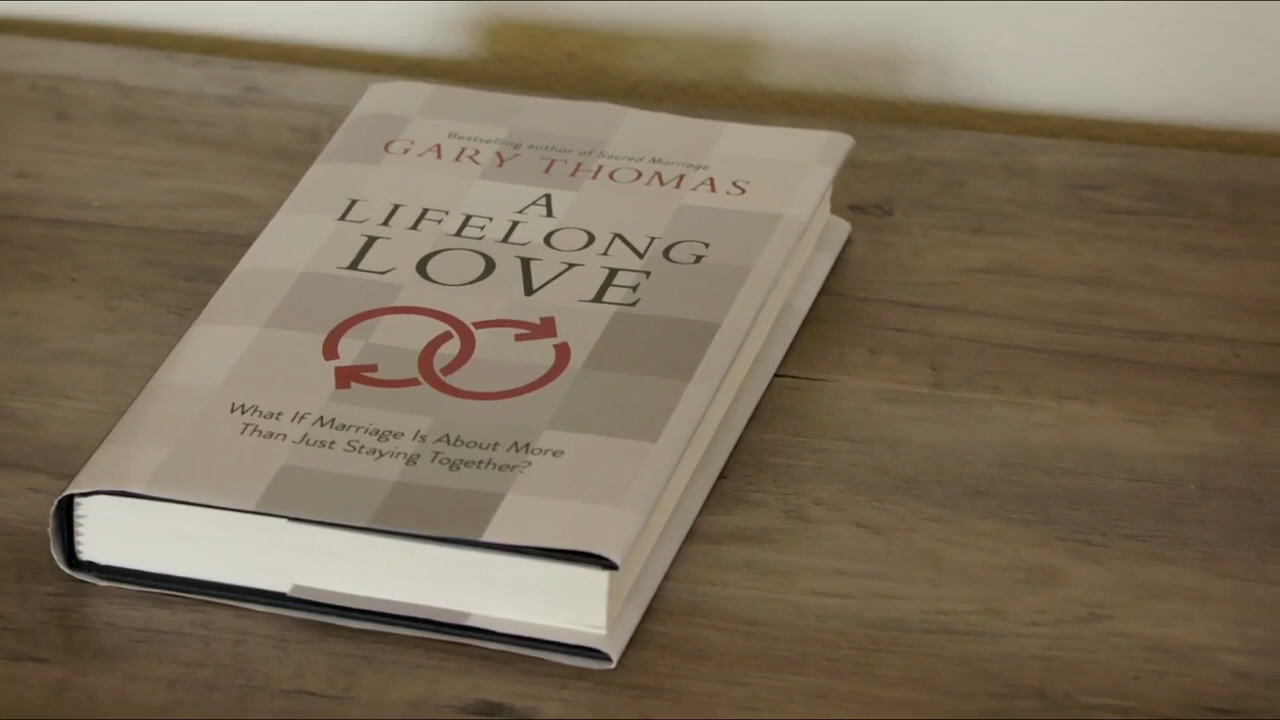 Bestselling author of Sacred Marriage
GARY THOMAS
A
LIFELONG
LOVE
What If Marriage Is About More
Than Just Staying Together?